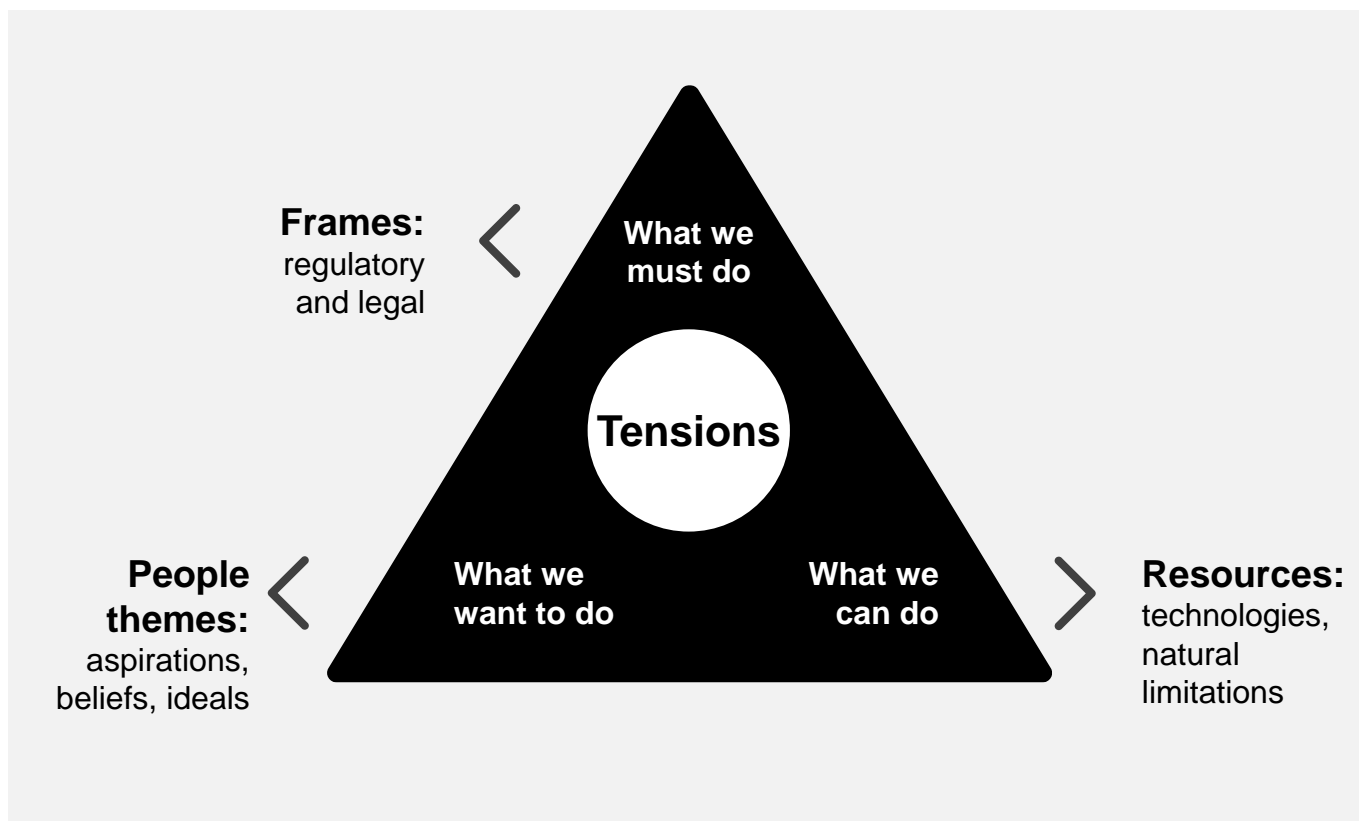 Frames:
regulatory
and legal
What we
must do
Tensions
People
themes:
aspirations,
beliefs, ideals
What we
want to do
What we
can do
Resources:
technologies,
natural
limitations